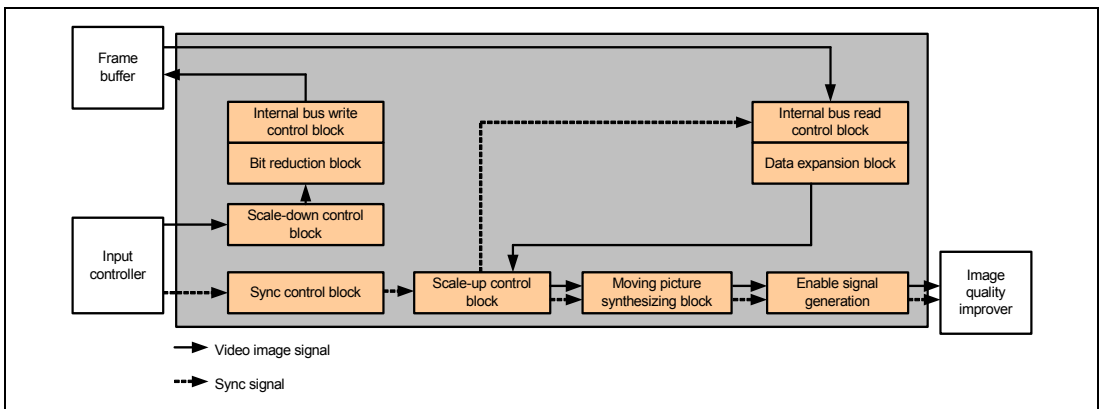 Frame
buffer
Internal bus write
control block
Bit reduction block
Internal bus read
control block
Data expansion block
Scale-down control
block
Input
controller
Sync control block
Scale-up control
block
Moving picture
synthesizing block
Enable signal
generation
Image
quality
improver
Video image signal
Sync signal